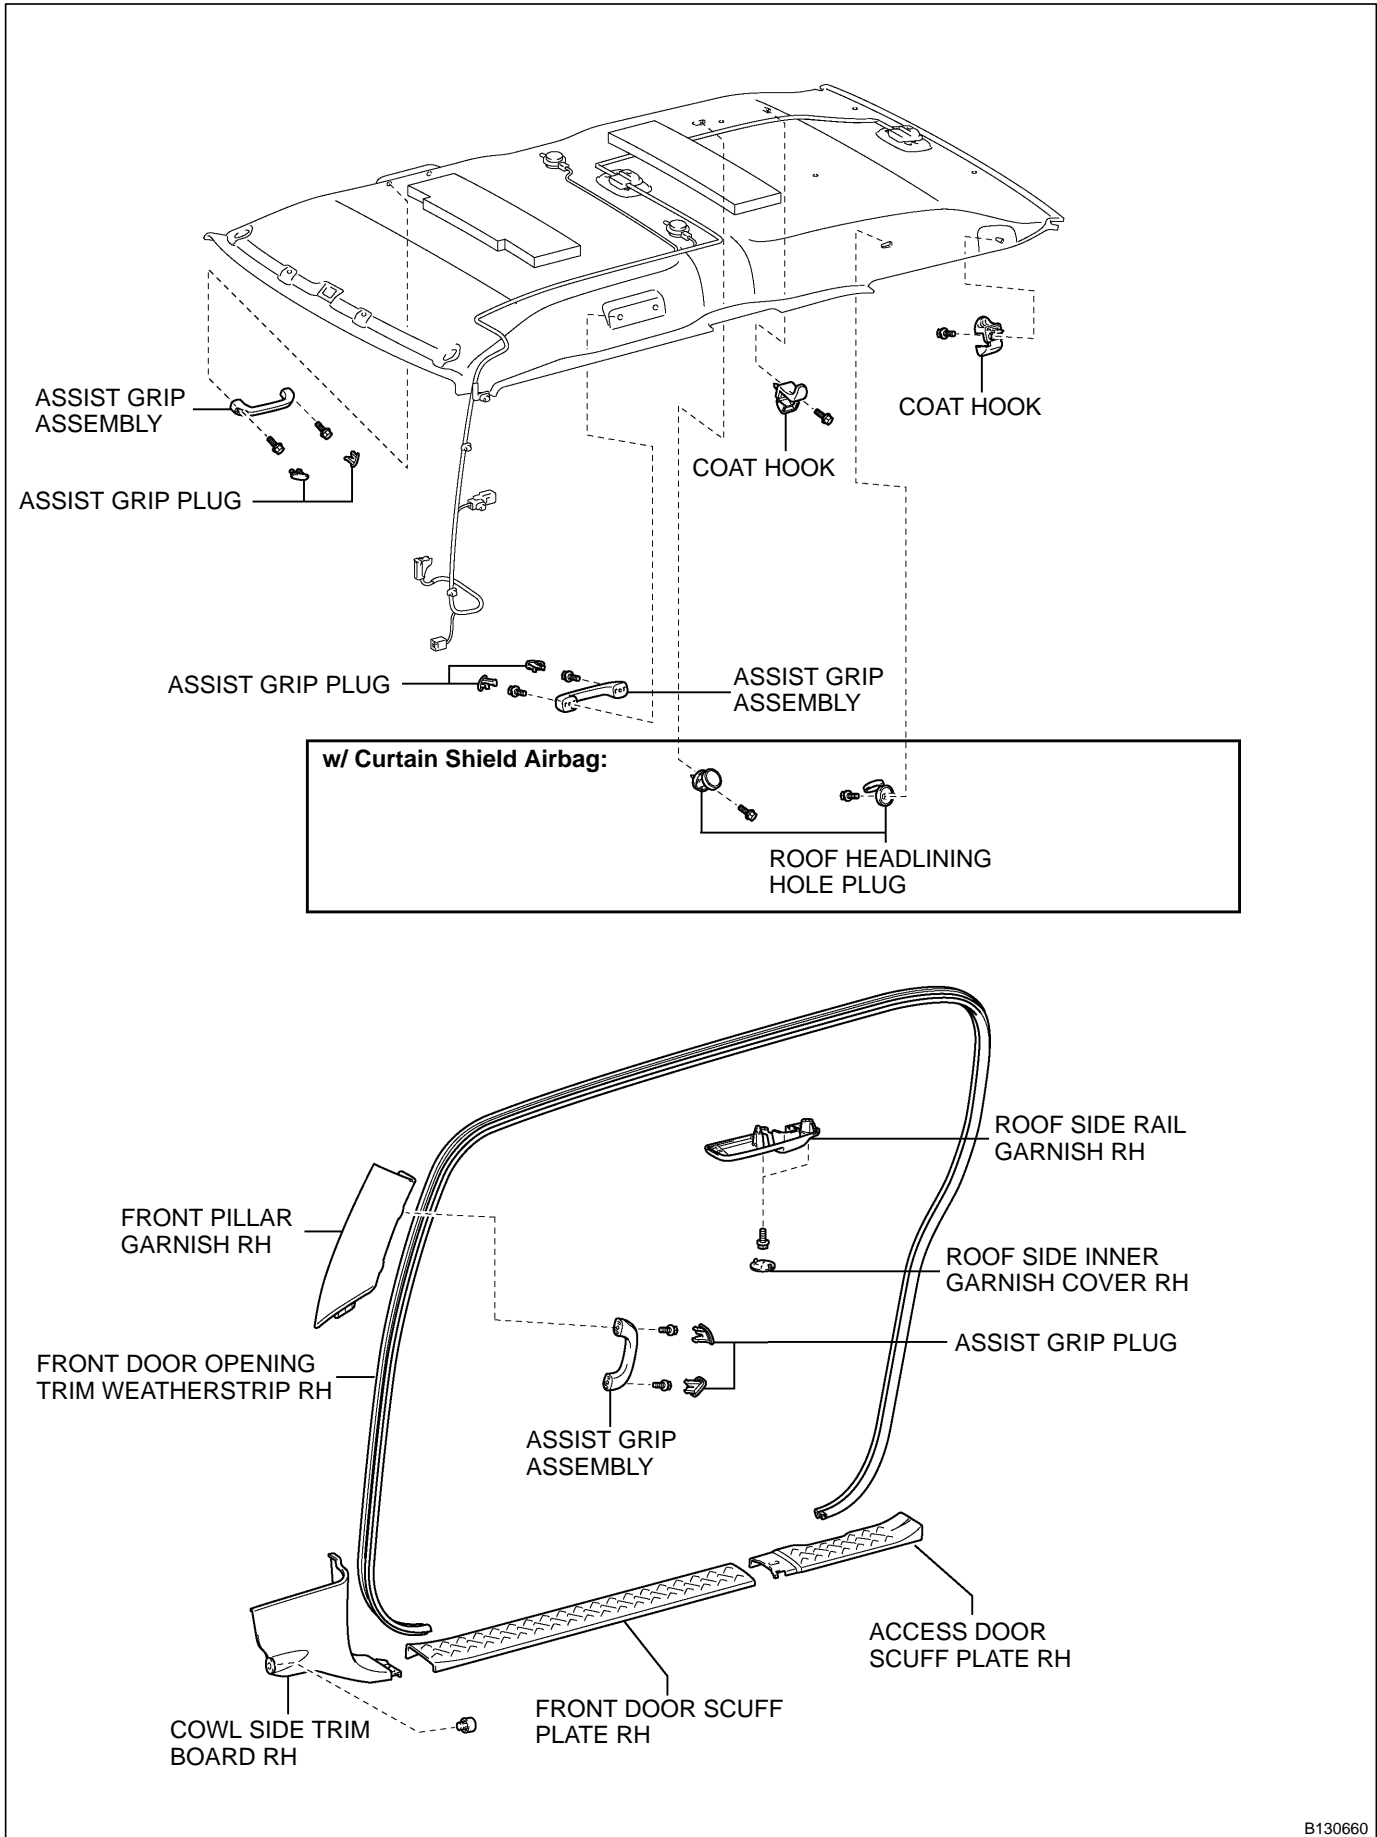 ASSIST GRIP
ASSEMBLY
COAT HOOK
COAT HOOK
ASSIST GRIP PLUG
ASSIST GRIP PLUG
ASSIST GRIP
ASSEMBLY
w/ Curtain Shield Airbag:
ROOF HEADLINING
HOLE PLUG
ROOF SIDE RAIL
GARNISH RH
FRONT PILLAR
GARNISH RH
ROOF SIDE INNER
GARNISH COVER RH
ASSIST GRIP PLUG
FRONT DOOR OPENING
TRIM WEATHERSTRIP RH
ASSIST GRIP
ASSEMBLY
ACCESS DOOR
SCUFF PLATE RH
FRONT DOOR SCUFF
PLATE RH
COWL SIDE TRIM
BOARD RH
B130660